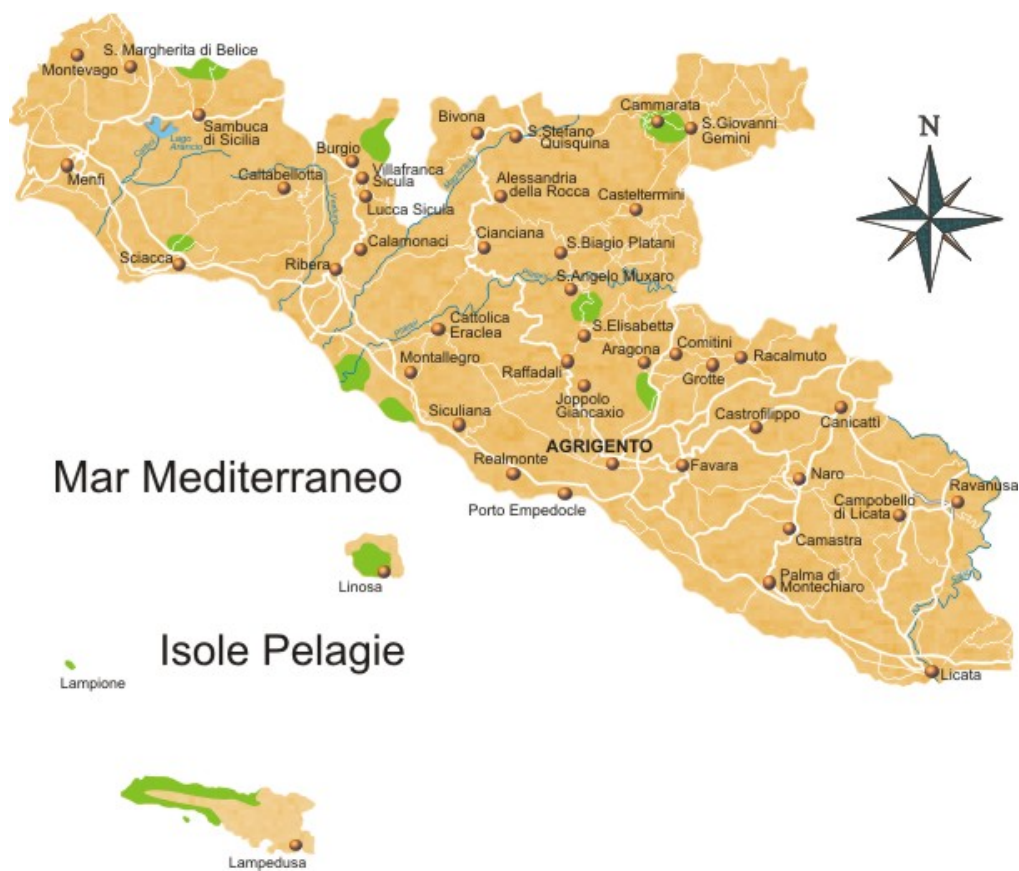 S. Margherita di Belice
Montevago
Sambuca
di Sicilia
Lago
Arancio
Menfi
Caltabellotta
Sciacca
Burgio
Villafranca
Sicula
Lucca Sicula
Calamonaci
Ribera
Bivona
S.Stefano
Quisquina
Cammarata
S.Giovanni
Gemini
Alessandria
della Rocca
Casteltermini
Cianciana
S.Biagio Platani
S.Angelo Muxaro
Cattolica
Eraclea
S.Elisabetta
Montallegro
Raffadali
Aragona
Comitini
Grotte
Racalmuto
Joppolo
Giancaxio
Siculiana
Castrofilippo
Canicattì
AGRIGENTO
Realmonte
Favara
Naro
Porto Empedocle
Campobello
di Licata
Ravanusa
Camastra
Palma di
Montechiaro
Licata
N
Mar Mediterraneo
Linosa
Isole Pelagie
Lampione
Lampedusa